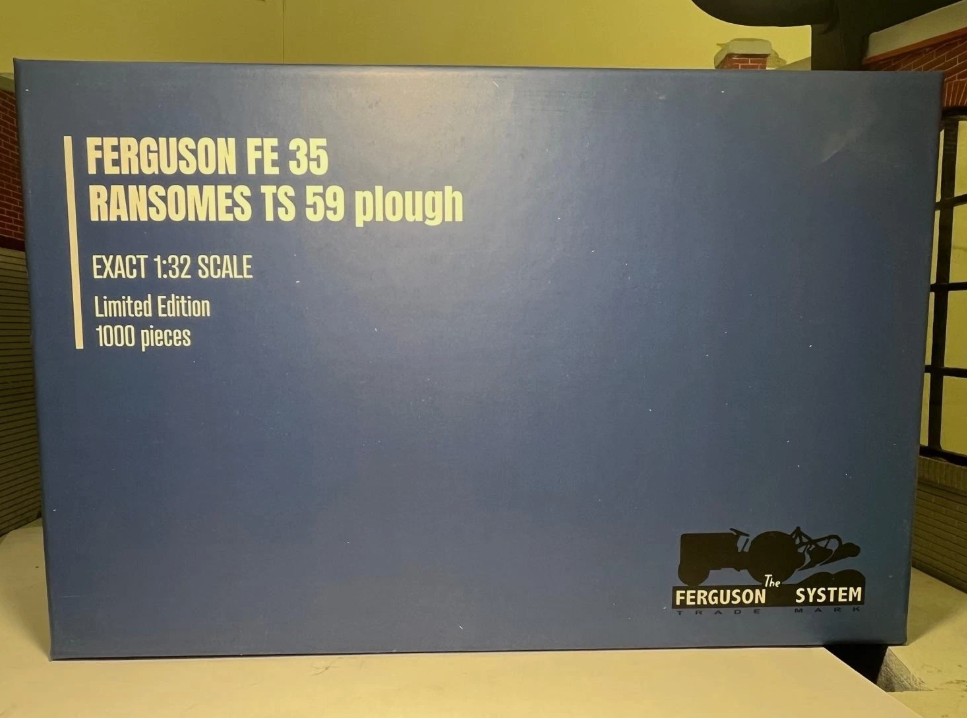 FERGUSON FE 35
RANSOMES TS 59 plough
EXACT 1:32 SCALE
Limited Edition
1000 pieces
The
FERGUSON SYSTEM
TRADE MARK